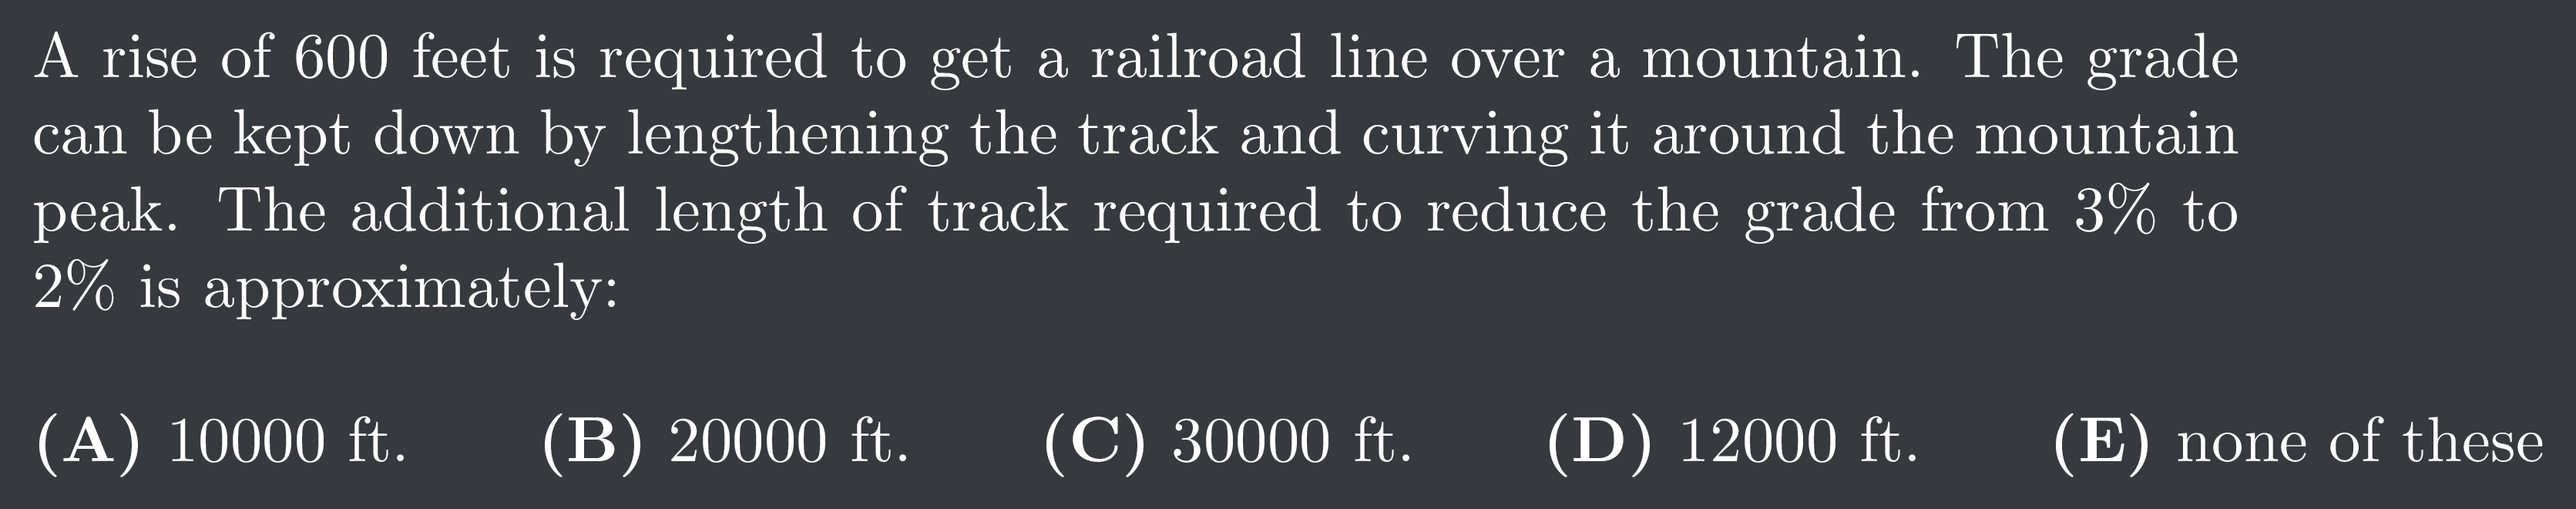 A rise of 600 feet is required to get a railroad line over a mountain. The grade
can be kept down by lengthening the track and curving it around the mountain
peak. The additional length of track required to reduce the grade from 3% to
2% is approximately:
(A) 10000 ft. (B) 20000 ft. (C) 30000 ft. (D) 12000 ft. (E) none of these